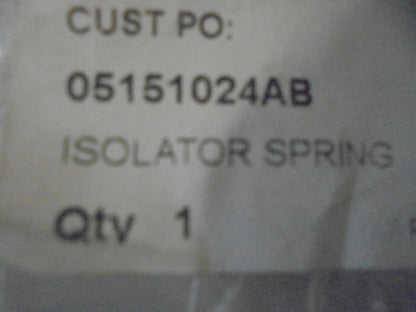 CUST PO:
05151024AB
ISOLATOR SPRING
Qty 1